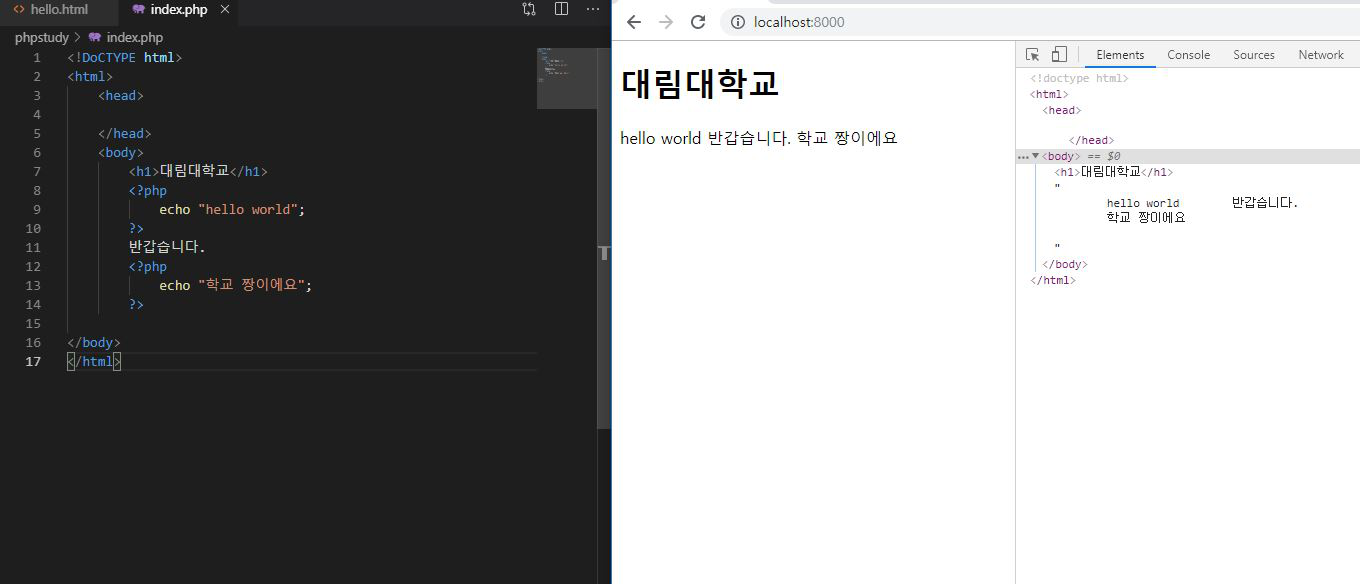 hello.html
index.php
phpstudy > index.php
1 <!DoCTYPE html>
2 <html>
3 <head>
4
5 </head>
6 <body>
7 <h1>대림대학교</h1>
8 <?php
9 echo "hello world";
10 ?>
11 반갑습니다.
12 <?php
13 echo "학교 짱이에요";
14 ?>
15
16 </body>
17 </html>
localhost:8000
대림대학교
hello world 반갑습니다. 학교 짱이에요
Elements Console Sources Network
<!doctype html>
<html>
<head>
</head>
<body> == $0
<h1>대림대학교</h1>
"
hello world 반갑습니다.
학교 짱이에요
"
</body>
</html>